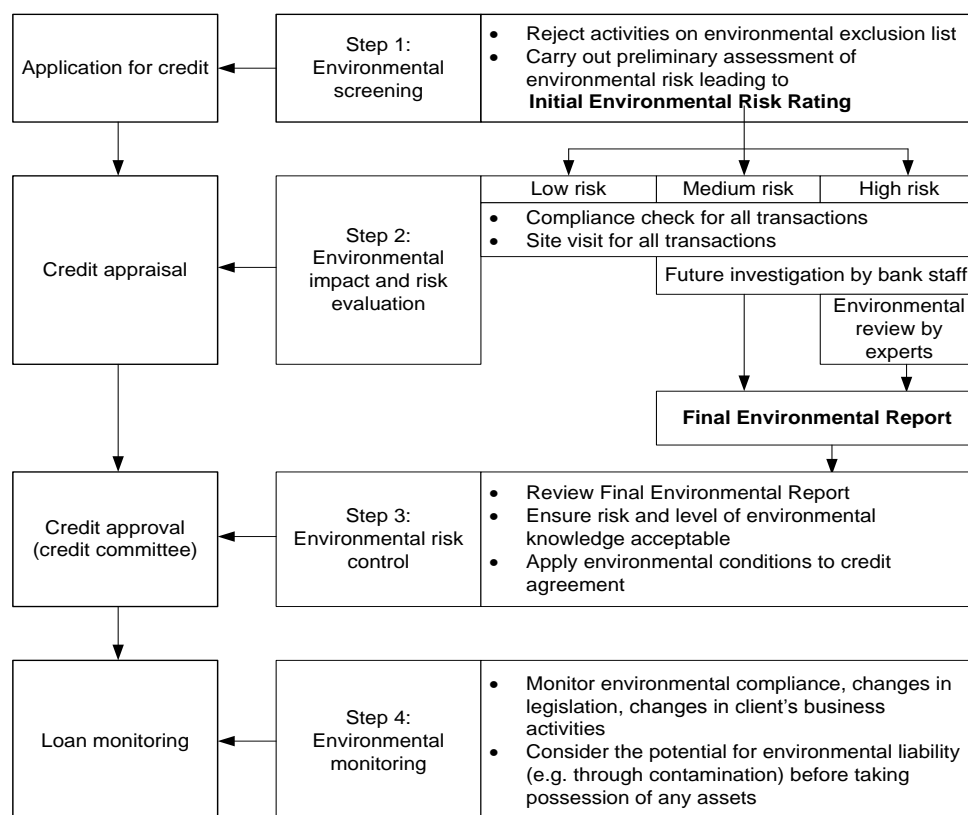 Application for credit
Step 1:
Environmental
screening
• Reject activities on environmental exclusion list
• Carry out preliminary assessment of
environmental risk leading to
Initial Environmental Risk Rating
Low risk
Medium risk
High risk
Credit appraisal
Step 2:
Environmental
impact and risk
evaluation
• Compliance check for all transactions
• Site visit for all transactions
Future investigation by bank staff
Environmental
review by
experts
Final Environmental Report
Credit approval
(credit committee)
Step 3:
Environmental risk
control
• Review Final Environmental Report
• Ensure risk and level of environmental
knowledge acceptable
• Apply environmental conditions to credit
agreement
Loan monitoring
Step 4:
Environmental
monitoring
• Monitor environmental compliance, changes in
legislation, changes in client's business
activities
• Consider the potential for environmental liability
(e.g. through contamination) before taking
possession of any assets